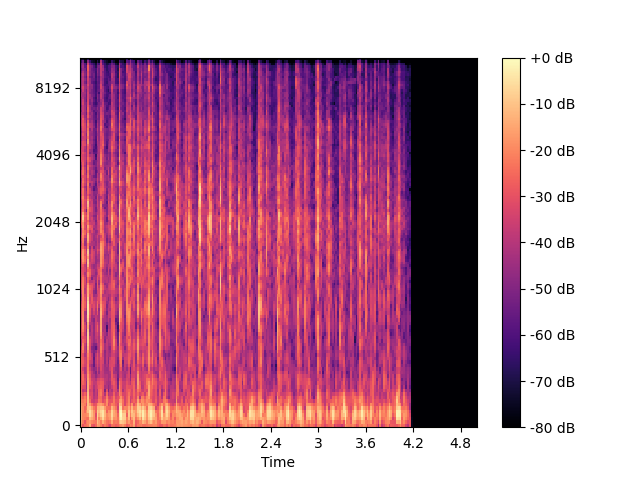 8192
4096
2048
1024
512
0
Hz
0 0.6 1.2 1.8 2.4 3 3.6 4.2 4.8
Time
+0 dB
-10 dB
-20 dB
-30 dB
-40 dB
-50 dB
-60 dB
-70 dB
-80 dB